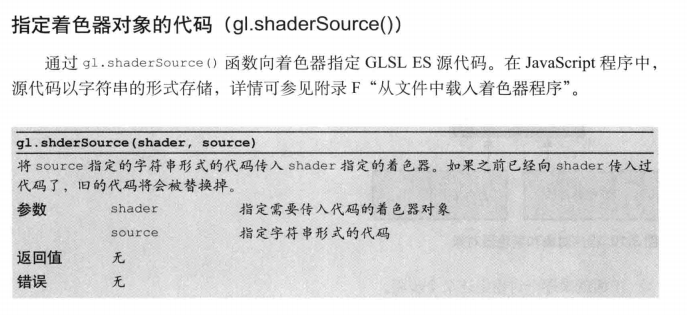 指定着色器对象的代码（gl.shaderSource()）
通过 gl.shaderSource() 函数向着色器指定 GLSL ES 源代码。在 JavaScript 程序中，
源代码以字符串的形式存储，详情可参见附录 F“从文件中载入着色器程序”。
gl.shderSource(shader, source)
将 source 指定的字符串形式的代码传入 shader 指定的着色器。如果之前已经向 shader 传入过
代码了，旧的代码将会被替换掉。
参数 shader 指定需要传入代码的着色器对象
source 指定字符串形式的代码
返回值 无
错误 无